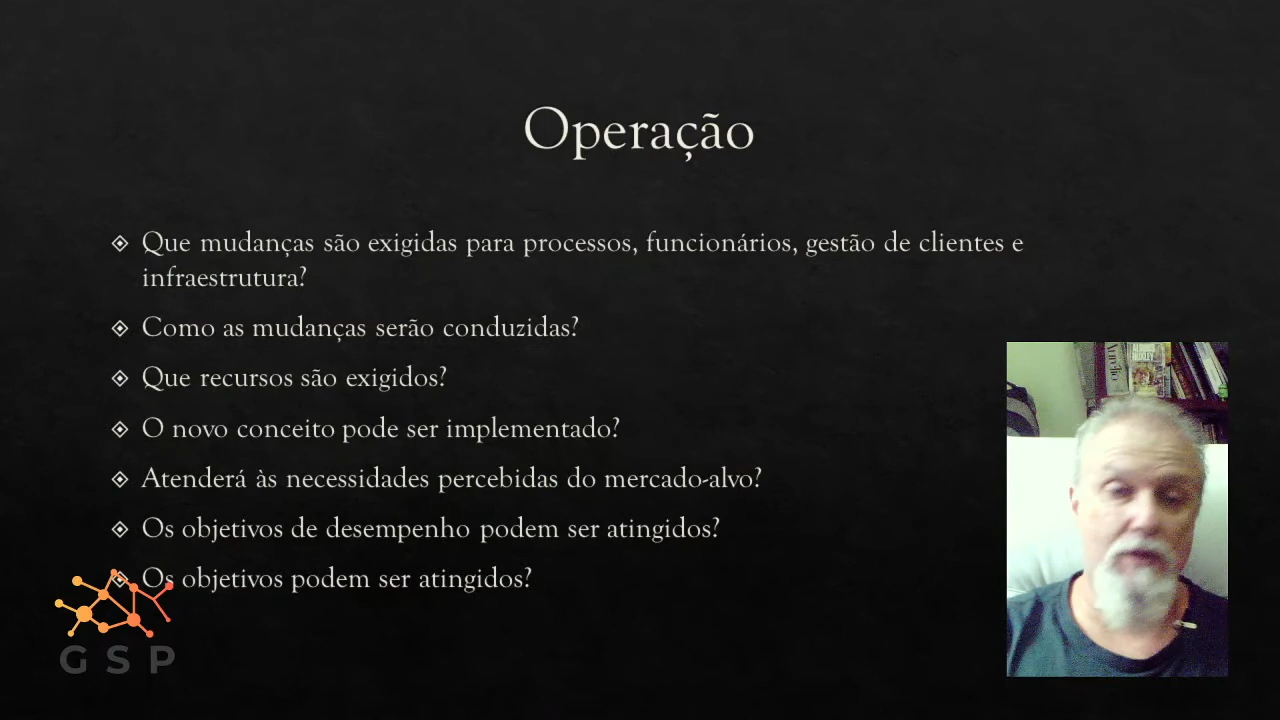 Operação
Que mudanças são exigidas para processos, funcionários, gestão de clientes e
infraestrutura?
Como as mudanças serão conduzidas?
Que recursos são exigidos?
O novo conceito pode ser implementado?
Atenderá às necessidades percebidas do mercado-alvo?
Os objetivos de desempenho podem ser atingidos?
Os objetivos podem ser atingidos?
GSP
HUXLEY